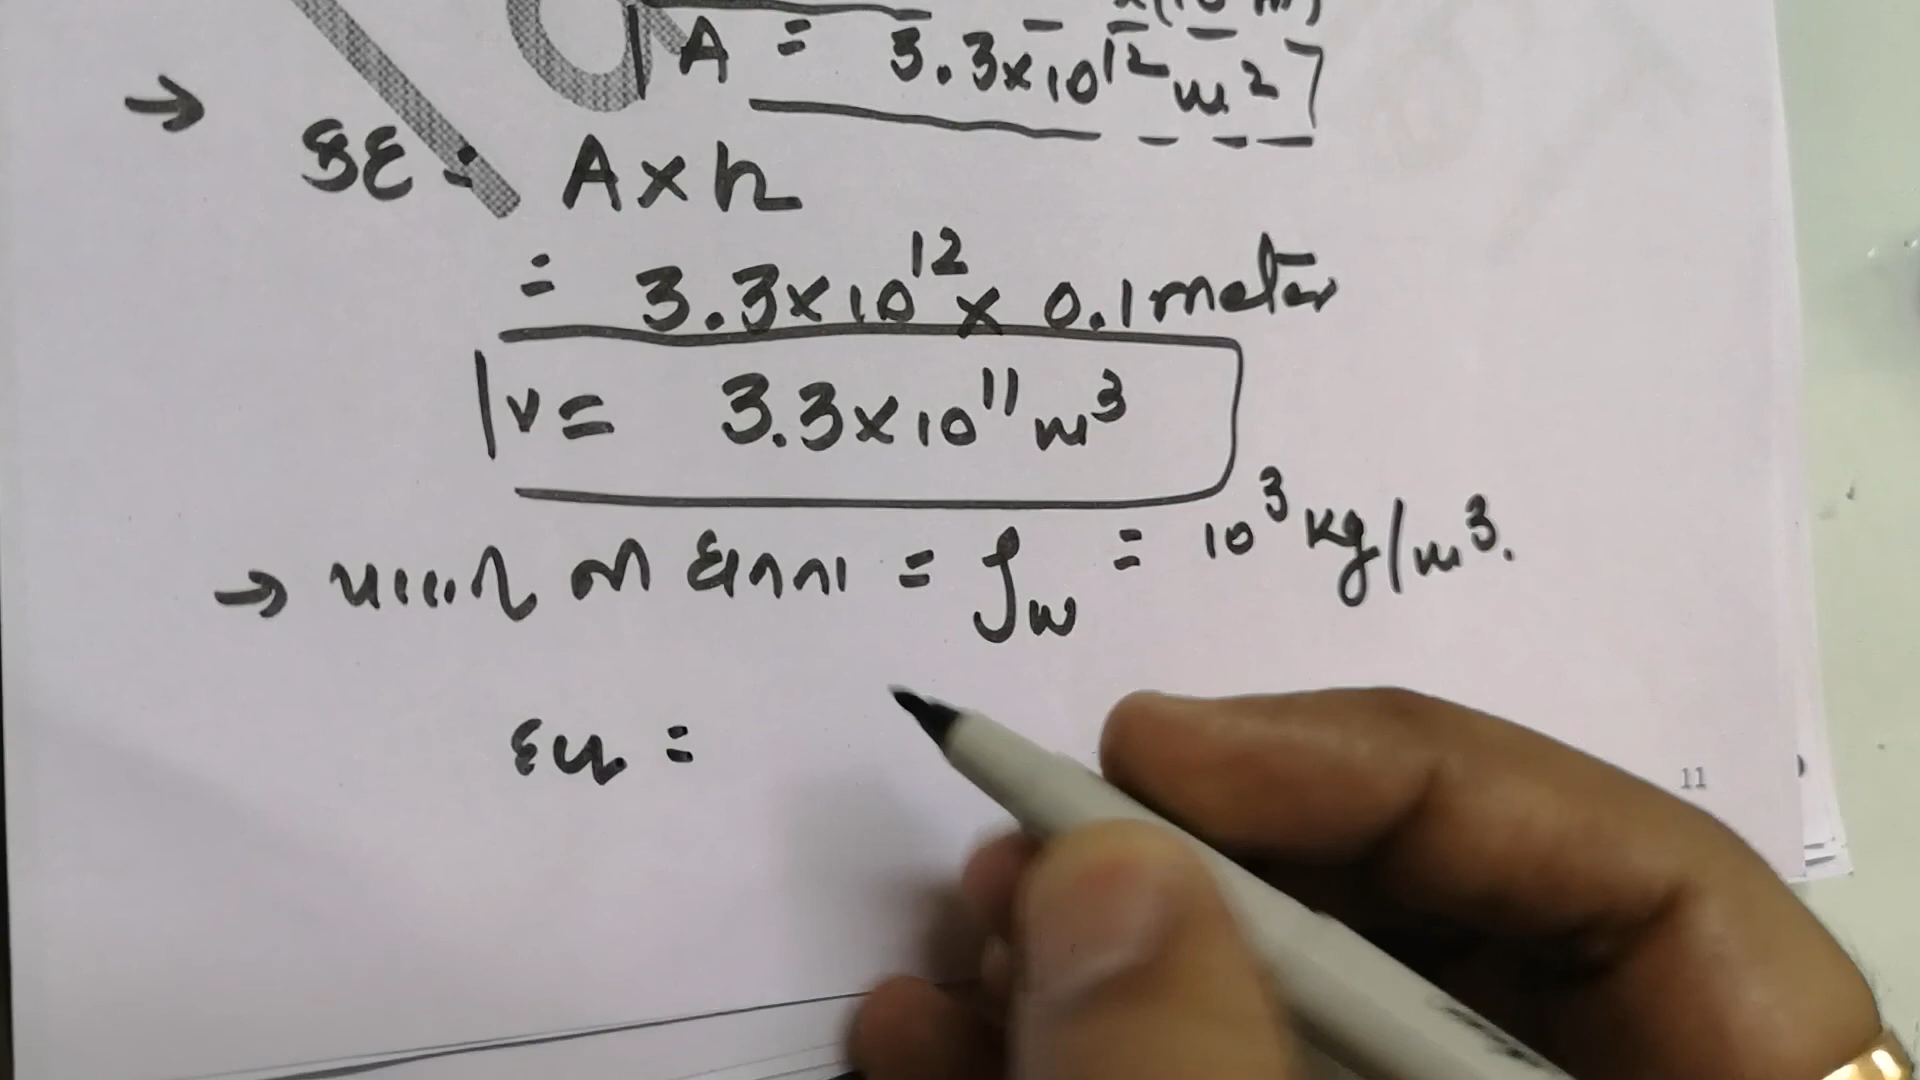 A = 3.3×10¹² m²
→ કદ = A×h
= 3.3×10¹² × 0.1 meter
V = 3.3×10¹¹ m³
→ પાણીની ઘનતા = ρw = 10³ kg/m³.
દળ =
11